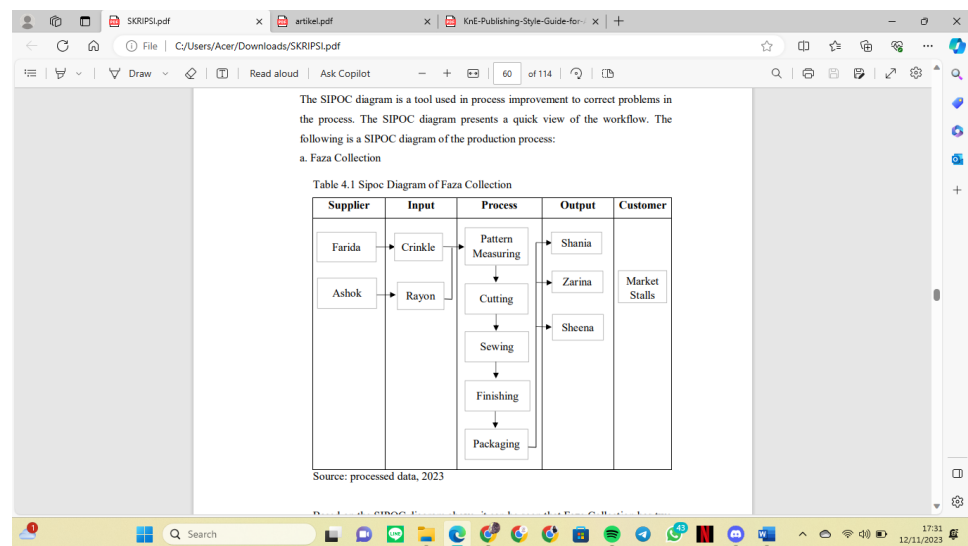 SKRIPSI.pdf
artikel.pdf
KnE-Publishing-Style-Guide-for-
File
C:/Users/Acer/Downloads/SKRIPSI.pdf
Draw
Read aloud
Ask Copilot
60
of 114
The SIPOC diagram is a tool used in process improvement to correct problems in
the process. The SIPOC diagram presents a quick view of the workflow. The
following is a SIPOC diagram of the production process:
a. Faza Collection
Table 4.1 Sipoc Diagram of Faza Collection
Supplier Input Process Output Customer
Farida Crinkle Pattern Measuring Shania
Ashok Rayon Cutting Zarina Market Stalls
Sewing Sheena
Finishing
Packaging
Source: processed data, 2023
1
Search
LINE
43
17:31
12/11/2023